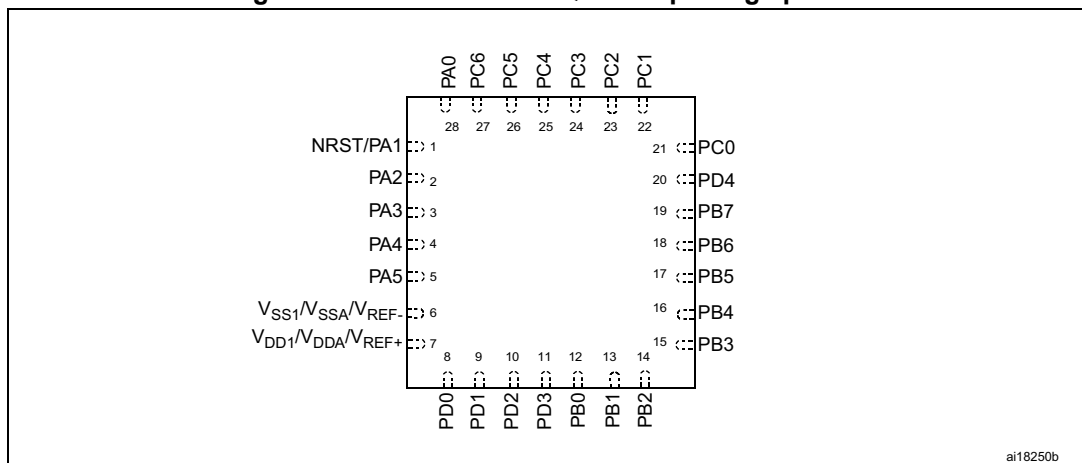 PA0 PC6 PC5 PC4 PC3 PC2 PC1
28 27 26 25 24 23 22
NRST/PA1 1 21 PC0
PA2 2 20 PD4
PA3 3 19 PB7
PA4 4 18 PB6
PA5 5 17 PB5
VSS1/VSSA/VREF- 6 16 PB4
VDD1/VDDA/VREF+ 7 15 PB3
8 9 10 11 12 13 14
PD0 PD1 PD2 PD3 PB0 PB1 PB2
ai18250b